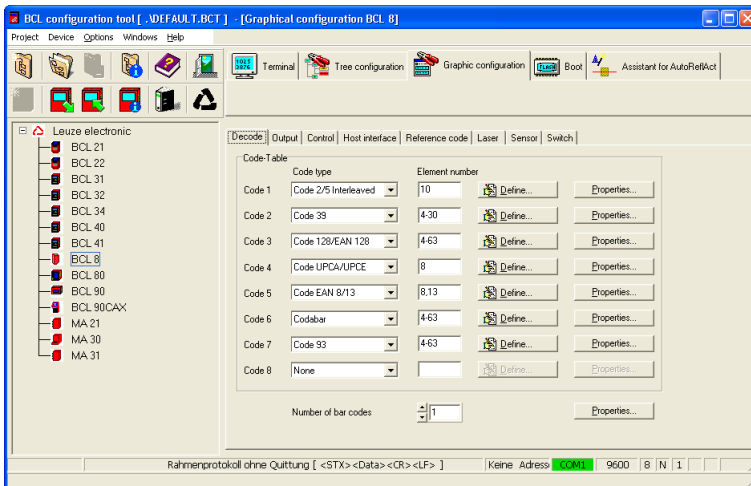 BCL configuration tool [ .\DEFAULT.BCT ] - [Graphical configuration BCL 8]
Project Device Options Windows Help
Terminal Tree configuration Graphic configuration Boot Assistant for AutoReflAct
Leuze electronic
BCL 21
BCL 22
BCL 31
BCL 32
BCL 34
BCL 40
BCL 41
BCL 8
BCL 80
BCL 90
BCL 90CAX
MA 21
MA 30
MA 31
Decode Output Control Host interface Reference code Laser Sensor Switch
Code-Table
Code type Element number
Code 1 Code 2/5 Interleaved 10 Define... Properties...
Code 2 Code 39 4-30 Define... Properties...
Code 3 Code 128/EAN 128 4-63 Define... Properties...
Code 4 Code UPCA/UPCE 8 Define... Properties...
Code 5 Code EAN 8/13 8,13 Define... Properties...
Code 6 Codabar 4-63 Define... Properties...
Code 7 Code 93 4-63 Define... Properties...
Code 8 None Define... Properties...
Number of bar codes 1 Properties...
Rahmenprotokoll ohne Quittung [ <STX><Data><CR><LF> ] Keine Adress COM1 9600 8 N 1